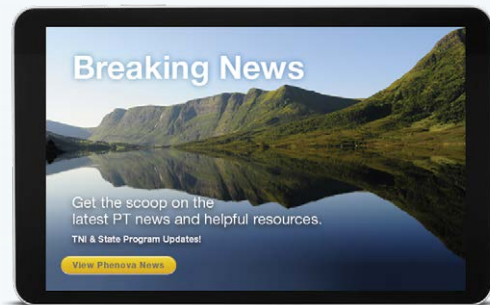 Breaking News
Get the scoop on the
latest PT news and helpful resources.
TNI & State Program Updates!
View Phenova News